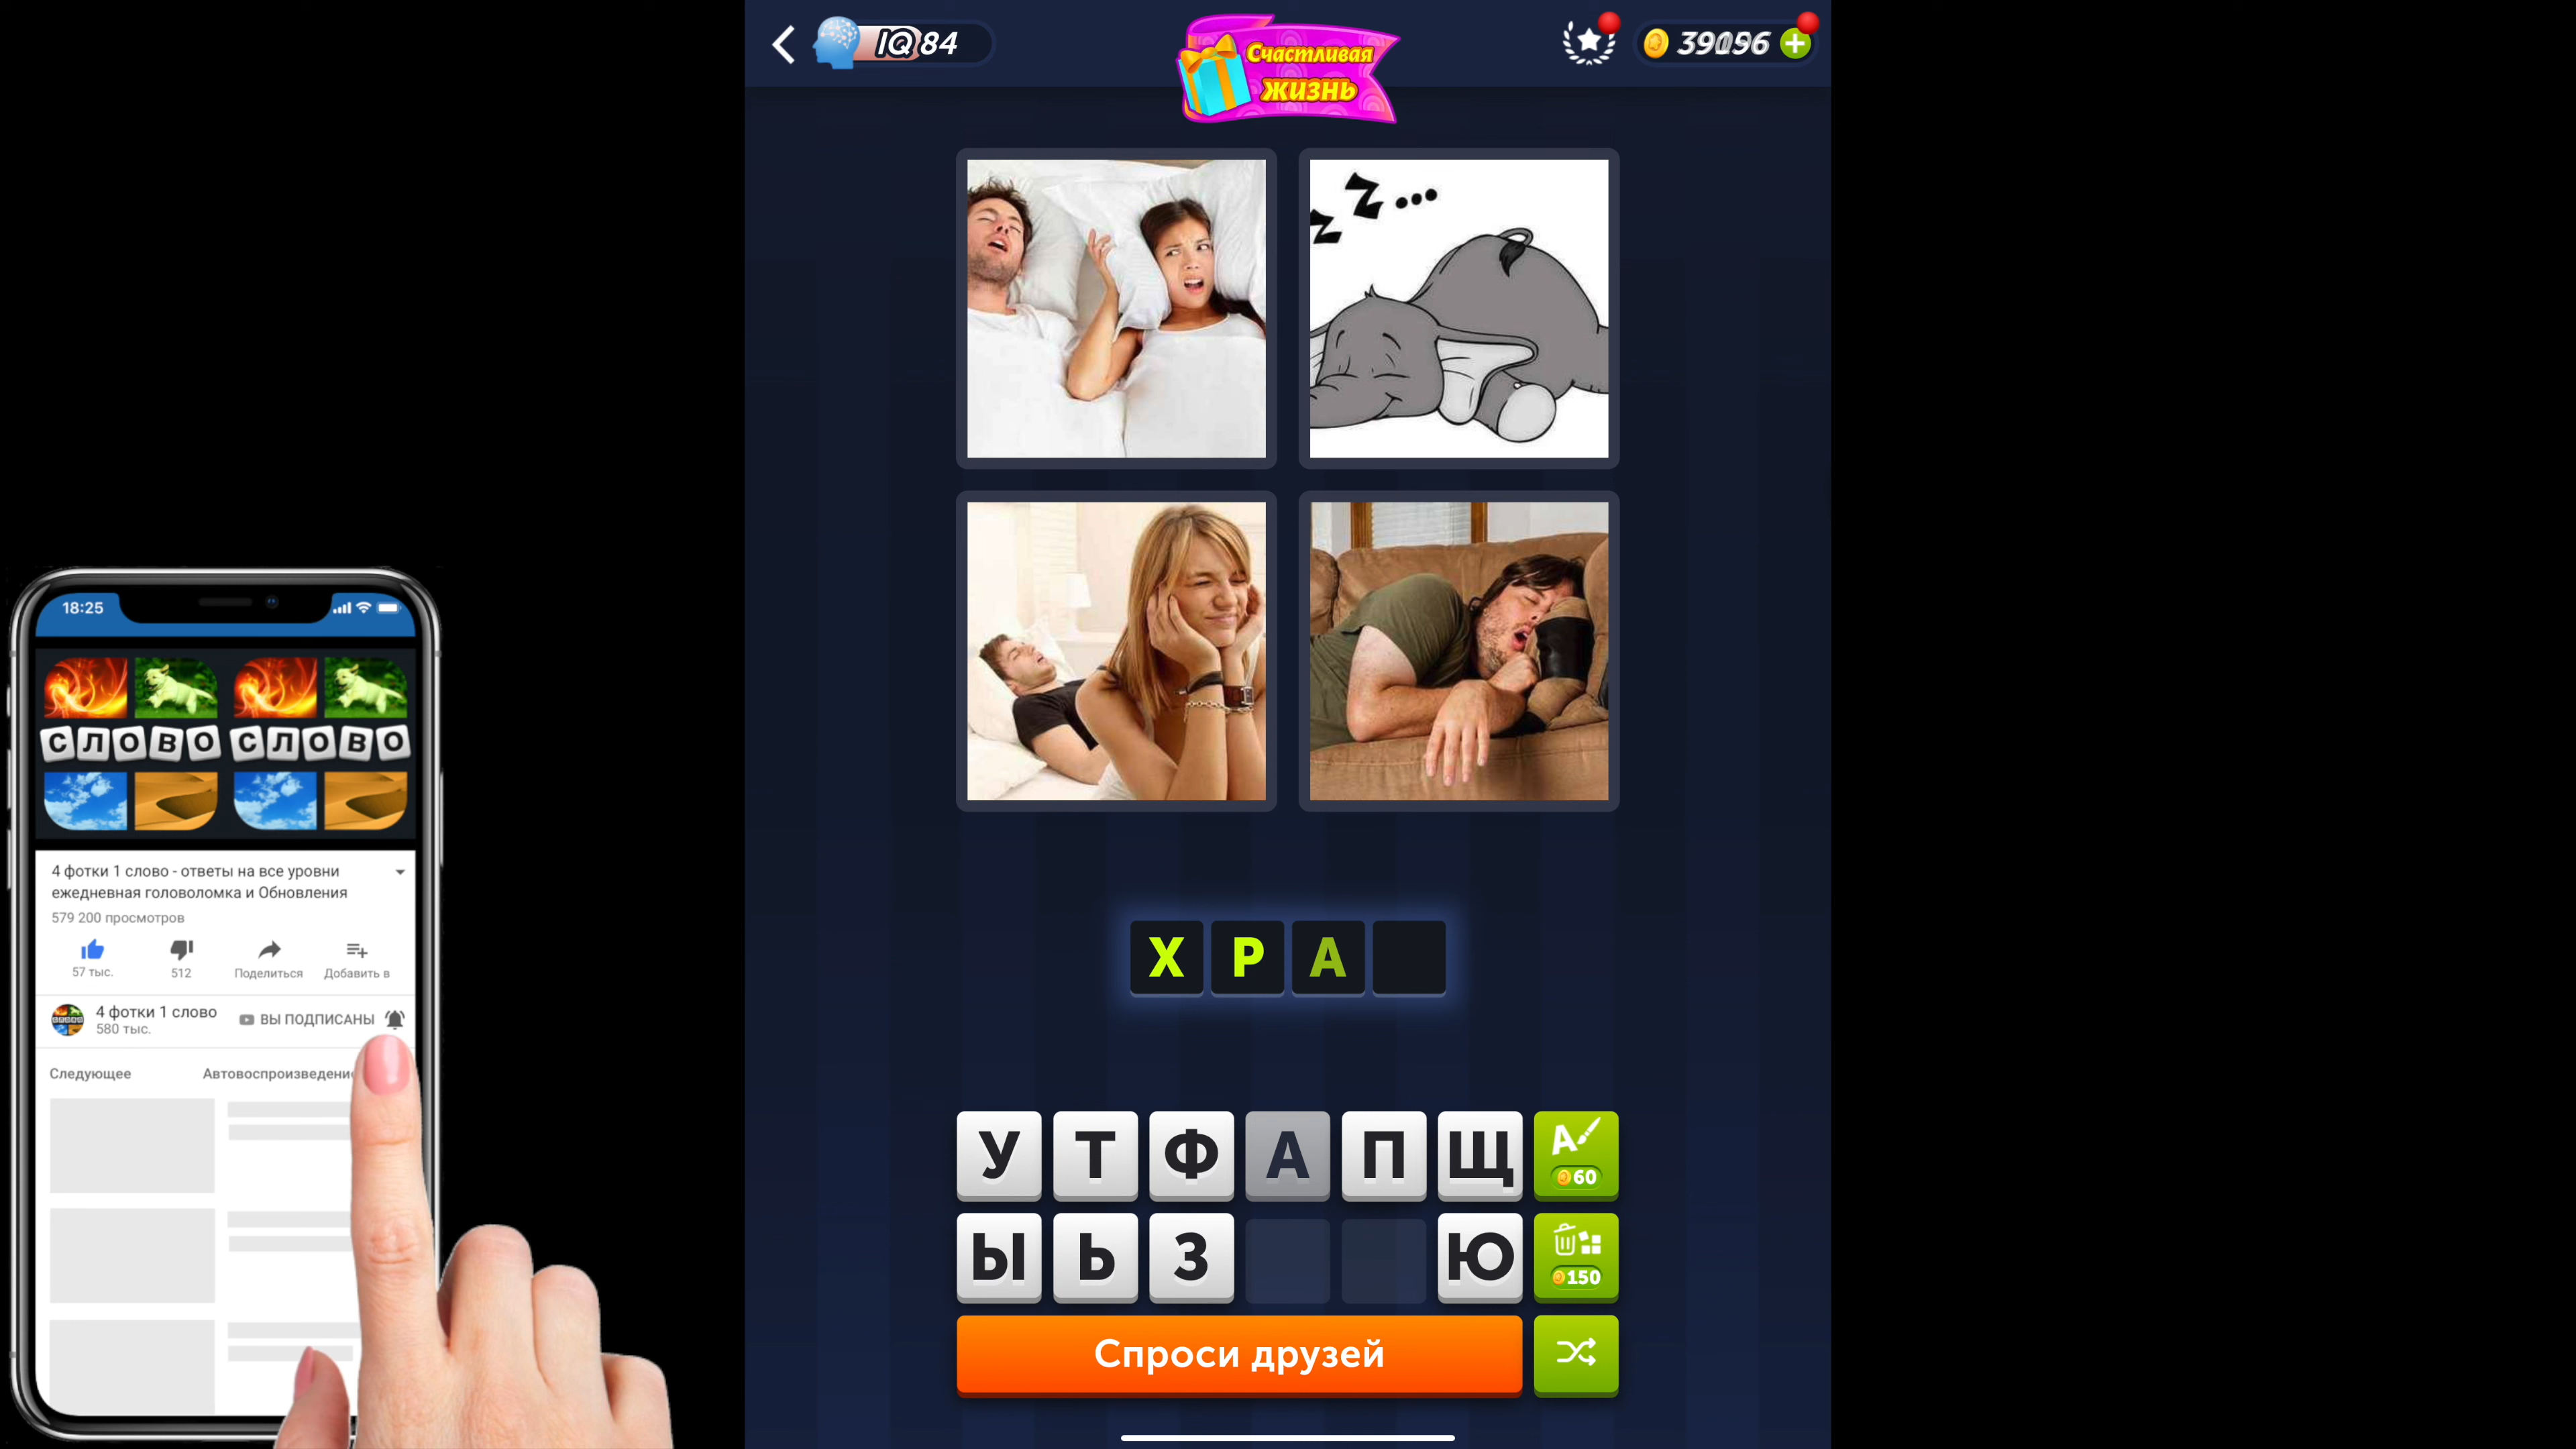 18:25
СЛОВО СЛОВО
4 фотки 1 слово - ответы на все уровни
ежедневная головоломка и Обновления
579 200 просмотров
57 тыс.
512
Поделиться
Добавить в
4 фотки 1 слово
580 тыс.
ВЫ ПОДПИСАНЫ
Следующее
IQ 84
Счастливая
жизнь
Z Z...
Х Р А
У Т Ф А П Щ
A
60
Ы Ь З Ю
150
Спроси друзей